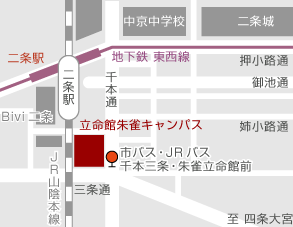 中京中学校
二条城
二条駅
地下鉄 東西線
押小路通
二条駅
千本通
御池通
Bivi 二条
立命館朱雀キャンパス
姉小路通
市バス・JRバス
千本三条・朱雀立命館前
JR山陰本線
三条通
至 四条大宮